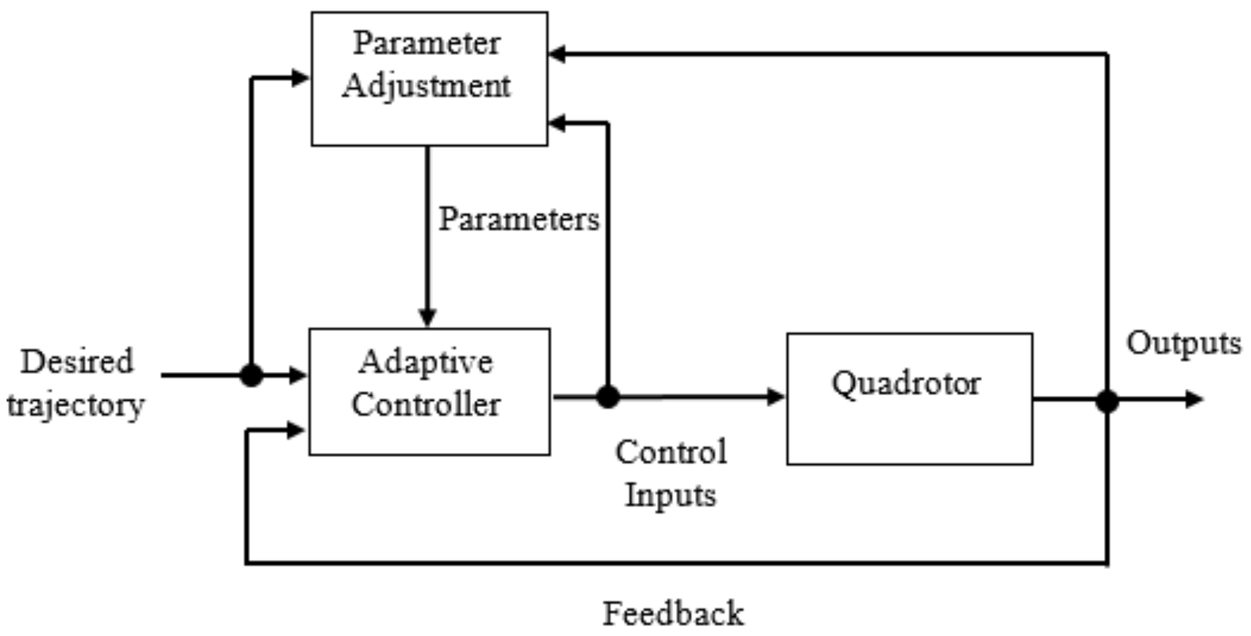 Parameter
Adjustment
Parameters
Desired
trajectory
Adaptive
Controller
Control
Inputs
Quadrotor
Outputs
Feedback